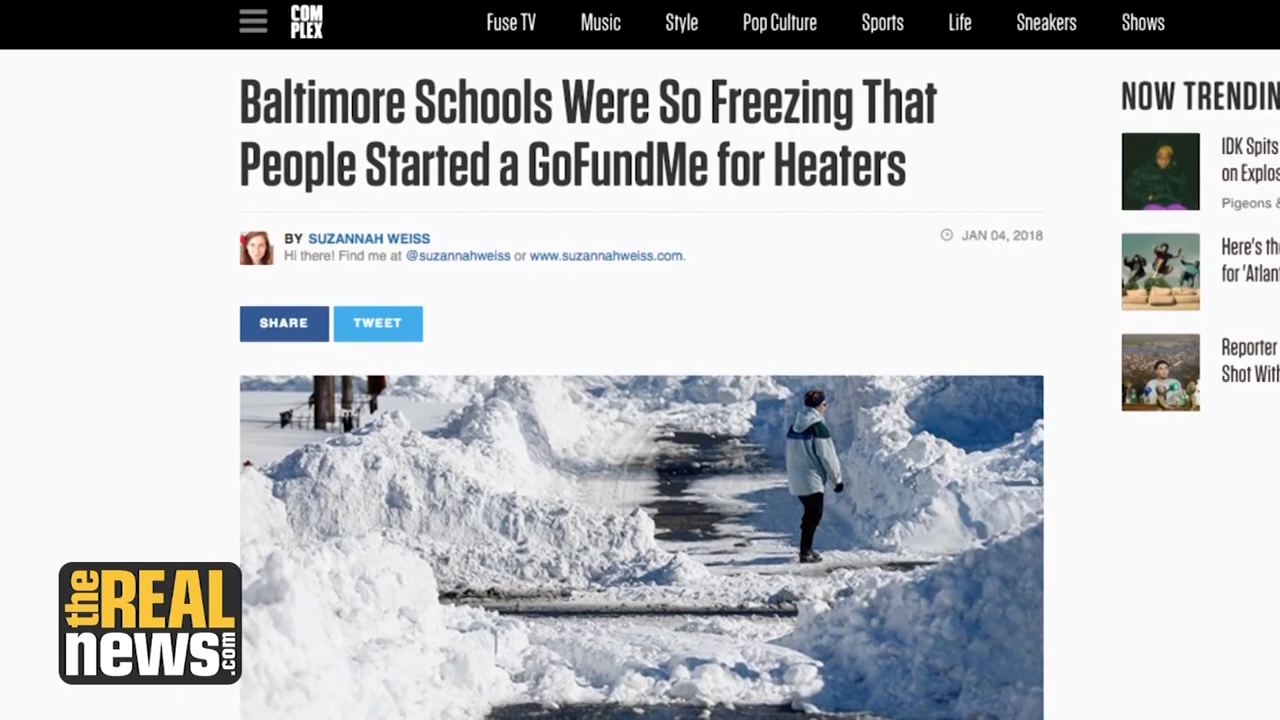 COM
PLEX
Fuse TV Music Style Pop Culture Sports Life Sneakers Shows
Baltimore Schools Were So Freezing That
People Started a GoFundMe for Heaters
BY SUZANNAH WEISS
JAN 04, 2018
Hi there! Find me at @suzannahweiss or www.suzannahweiss.com.
SHARE TWEET
NOW TRENDIN
IDK Spits
on Explos
Pigeons &
Here's the
for 'Atlan
Reporter
Shot With
the REAL
news.com